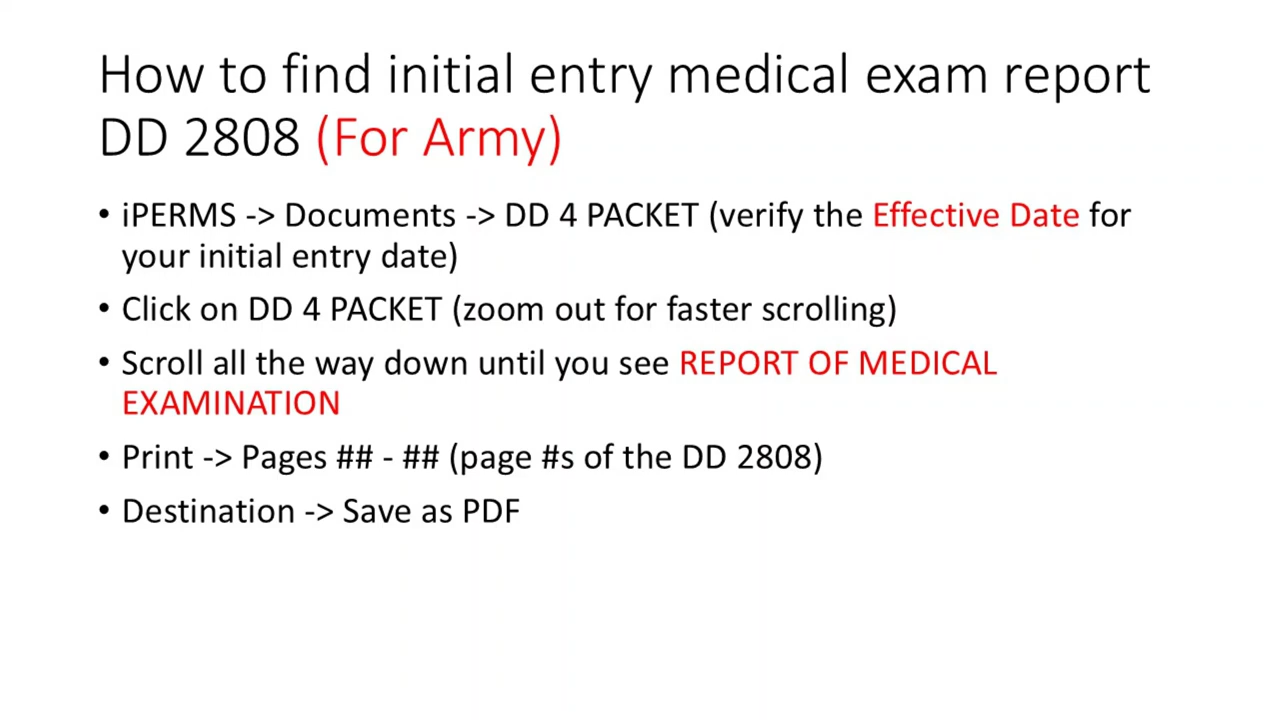 How to find initial entry medical exam report
DD 2808 (For Army)
• iPERMS -> Documents -> DD 4 PACKET (verify the Effective Date for
your initial entry date)
• Click on DD 4 PACKET (zoom out for faster scrolling)
• Scroll all the way down until you see REPORT OF MEDICAL
EXAMINATION
• Print -> Pages ## - ## (page #s of the DD 2808)
• Destination -> Save as PDF